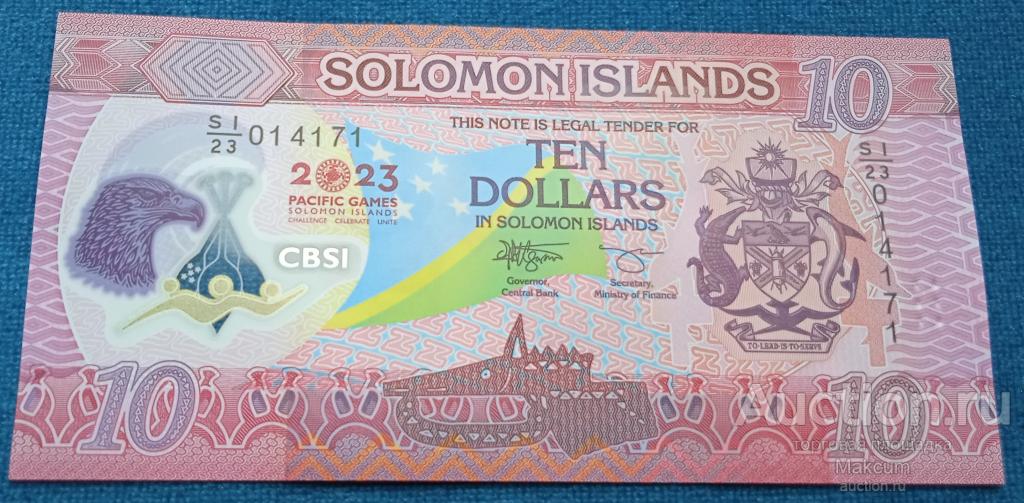 SOLOMON ISLANDS
10
S I
23
014171
THIS NOTE IS LEGAL TENDER FOR
TEN
DOLLARS
IN SOLOMON ISLANDS
2023
PACIFIC GAMES
SOLOMON ISLANDS
CHALLENGE CELEBRATE UNITE
CBSI
Governor,
Central Bank
Secretary,
Ministry of Finance
S I
23
014171
TO·LEAD·IS·TO·SERVE
10
10
Auction.ru
торговая площадка
Максим
auction.ru